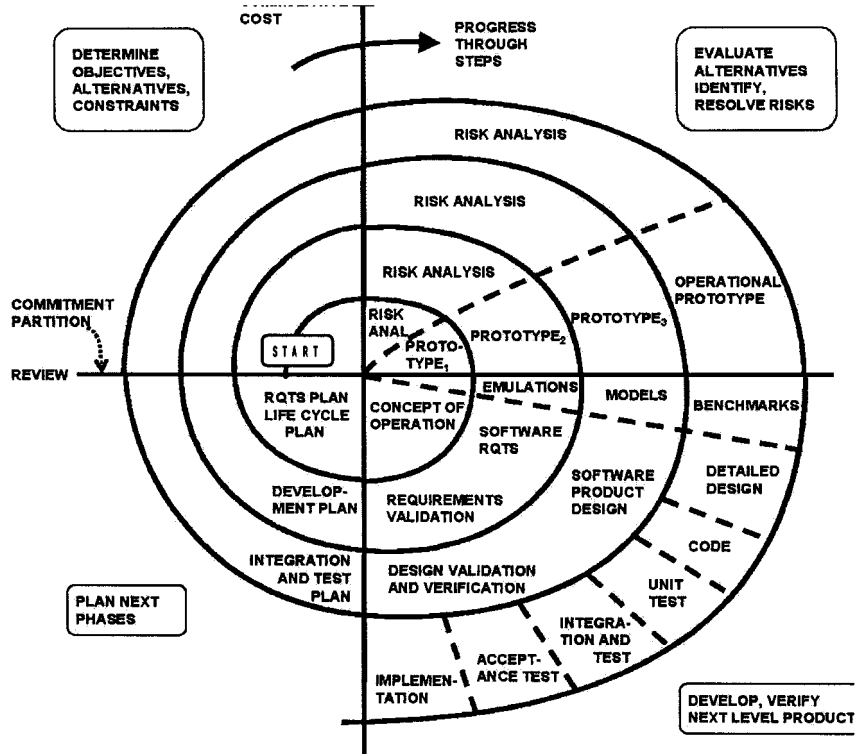 COST
PROGRESS
THROUGH
STEPS
DETERMINE
OBJECTIVES,
ALTERNATIVES,
CONSTRAINTS
EVALUATE
ALTERNATIVES
IDENTIFY,
RESOLVE RISKS
RISK ANALYSIS
RISK ANALYSIS
RISK ANALYSIS
RISK
ANAL.
PROTO-
TYPE1
PROTOTYPE2
PROTOTYPE3
OPERATIONAL
PROTOTYPE
COMMITMENT
PARTITION
START
REVIEW
RQTS PLAN
LIFE CYCLE
PLAN
CONCEPT OF
OPERATION
EMULATIONS
MODELS
BENCHMARKS
SOFTWARE
RQTS
SOFTWARE
PRODUCT
DESIGN
DETAILED
DESIGN
DEVELOP-
MENT PLAN
REQUIREMENTS
VALIDATION
CODE
INTEGRATION
AND TEST
PLAN
DESIGN VALIDATION
AND VERIFICATION
UNIT
TEST
PLAN NEXT
PHASES
INTEGRA-
TION AND
TEST
ACCEPT-
ANCE TEST
IMPLEMEN-
TATION
DEVELOP, VERIFY
NEXT LEVEL PRODUCT